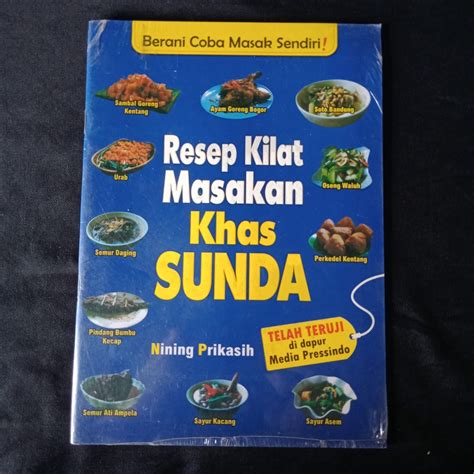 Berani Coba Masak Sendiri!
Sambal Goreng
Kentang
Ayam Goreng Bogor
Soto Bandung
Resep Kilat
Masakan
Khas
SUNDA
Urab
Oseng Waluh
Semur Daging
Perkedel Kentang
Pindang Bumbu
Kecap
Nining Prikasih
TELAH TERUJI
di dapur
Media Pressindo
Semur Ati Ampela
Sayur Kacang
Sayur Asem